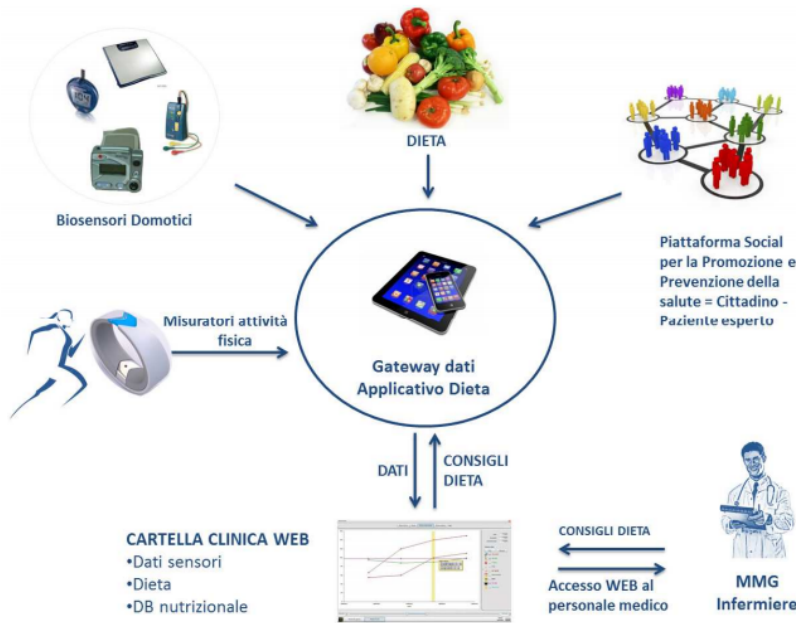 DIETA
Biosensori Domotici
Piattaforma Social
per la Promozione e
Prevenzione della
salute = Cittadino -
Paziente esperto
Misuratori attività
fisica
Gateway dati
Applicativo Dieta
DATI
CONSIGLI
DIETA
CARTELLA CLINICA WEB
•Dati sensori
•Dieta
•DB nutrizionale
CONSIGLI DIETA
Accesso WEB al
personale medico
MMG
Infermiere